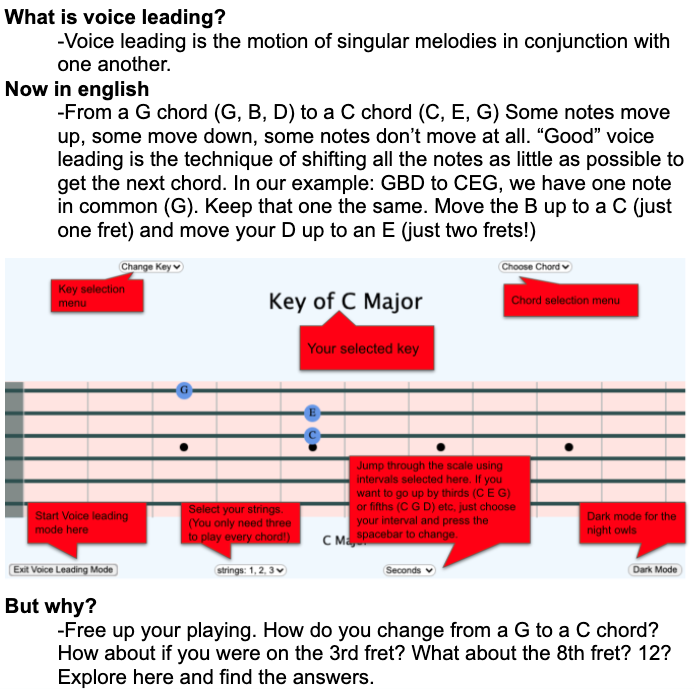 What is voice leading?
-Voice leading is the motion of singular melodies in conjunction with
one another.
Now in english
-From a G chord (G, B, D) to a C chord (C, E, G) Some notes move
up, some move down, some notes don’t move at all. “Good” voice
leading is the technique of shifting all the notes as little as possible to
get the next chord. In our example: GBD to CEG, we have one note
in common (G). Keep that one the same. Move the B up to a C (just
one fret) and move your D up to an E (just two frets!)
Change Key
Choose Chord
Key selection
menu
Key of C Major
Chord selection menu
Your selected key
G
E
C
Jump through the scale using
intervals selected here. If you
want to go up by thirds (C E G)
or fifths (C G D) etc, just choose
your interval and press the
spacebar to change.
Start Voice leading
mode here
Select your strings.
(You only need three
to play every chord!)
Dark mode for the
night owls
C
Exit Voice Leading Mode
strings: 1, 2, 3
Seconds
Dark Mode
But why?
-Free up your playing. How do you change from a G to a C chord?
How about if you were on the 3rd fret? What about the 8th fret? 12?
Explore here and find the answers.